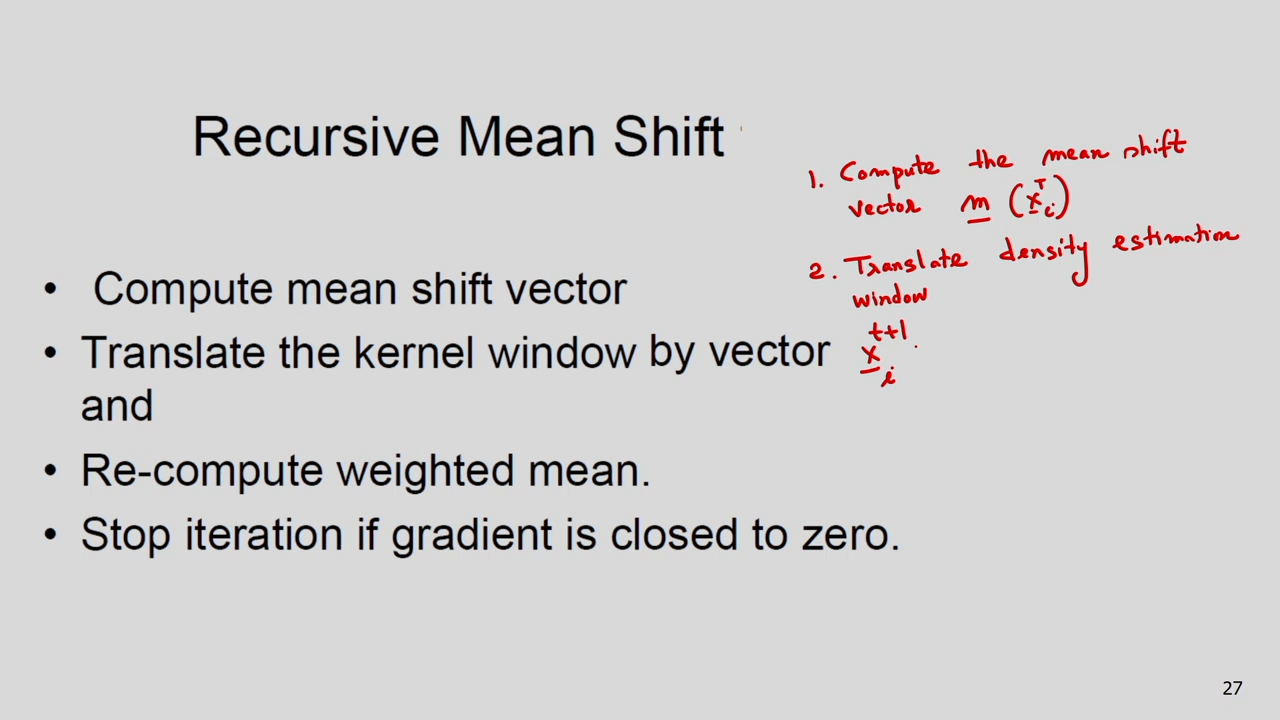 Recursive Mean Shift
• Compute mean shift vector
• Translate the kernel window by vector
and
• Re-compute weighted mean.
• Stop iteration if gradient is closed to zero.
1. Compute the mean shift
vector m (x_i^T)
2. Translate density estimation
window
x_i^{t+1}
27